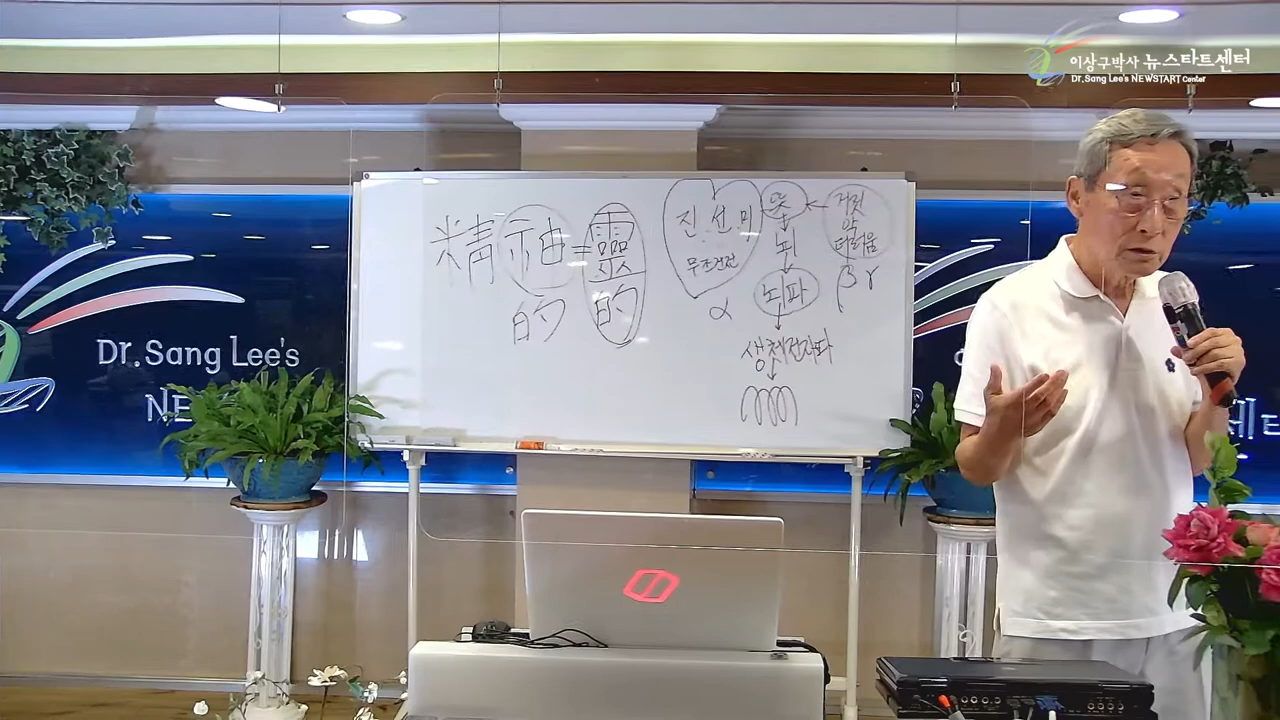 이상구박사 뉴스타트센터
Dr. Sang Lee's NEWSTART Center
精神=靈
的 的
진.선.미
무조건적
α
뜻
뇌
뇌파
생체전자파
거짓
악
더러움
β γ
Dr. Sang Lee's
NE